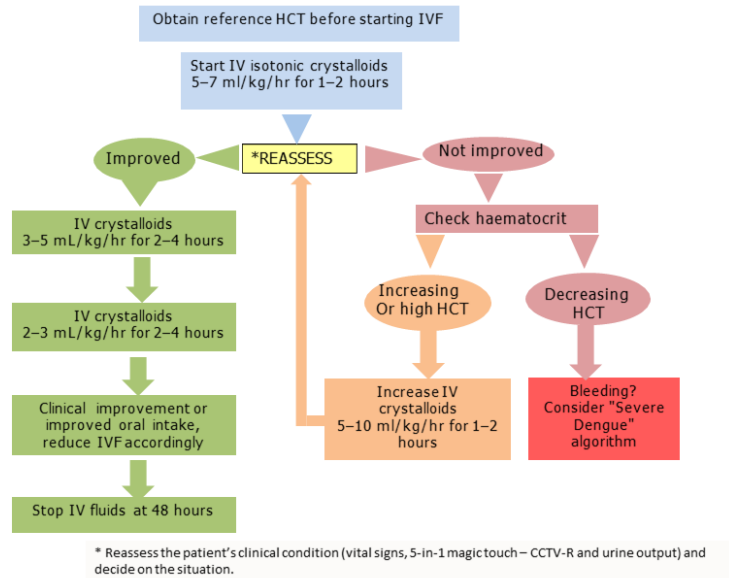 Obtain reference HCT before starting IVF
Start IV isotonic crystalloids
5–7 ml/kg/hr for 1–2 hours
Improved
*REASSESS
Not improved
IV crystalloids
3–5 mL/kg/hr for 2–4 hours
Check haematocrit
Increasing
Or high HCT
Decreasing
HCT
IV crystalloids
2–3 mL/kg/hr for 2–4 hours
Clinical improvement or
improved oral intake,
reduce IVF accordingly
Increase IV
crystalloids
5–10 ml/kg/hr for 1–2
hours
Bleeding?
Consider "Severe
Dengue"
algorithm
Stop IV fluids at 48 hours
* Reassess the patient's clinical condition (vital signs, 5-in-1 magic touch – CCTV-R and urine output) and
decide on the situation.